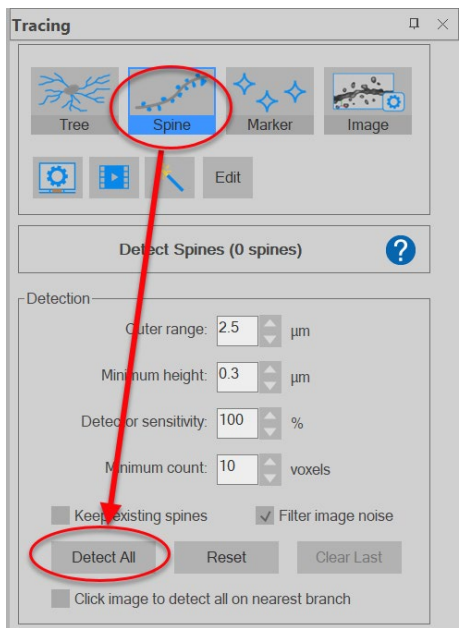 Tracing
Tree Spine Marker Image
Edit
Detect Spines (0 spines)
?
Detection
Outer range: 2.5 µm
Minimum height: 0.3 µm
Detector sensitivity: 100 %
Minimum count: 10 voxels
Keep existing spines Filter image noise
Detect All Reset Clear Last
Click image to detect all on nearest branch